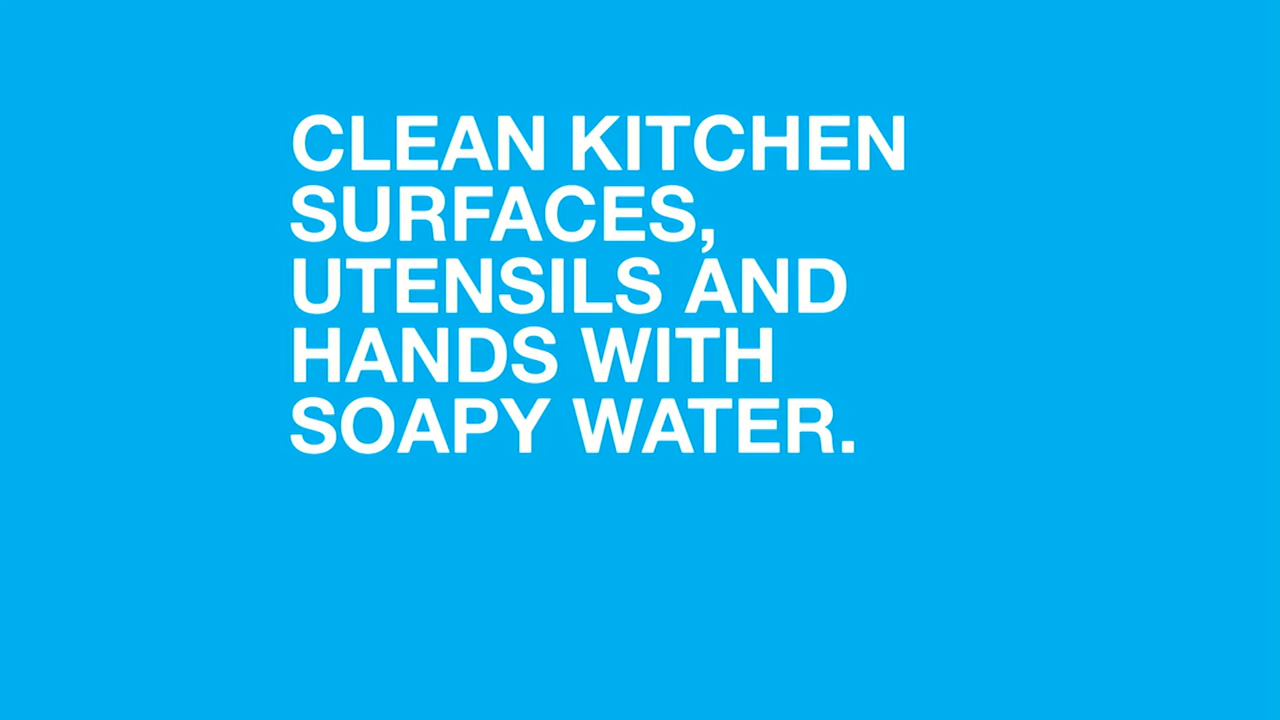 CLEAN KITCHEN
SURFACES,
UTENSILS AND
HANDS WITH
SOAPY WATER.